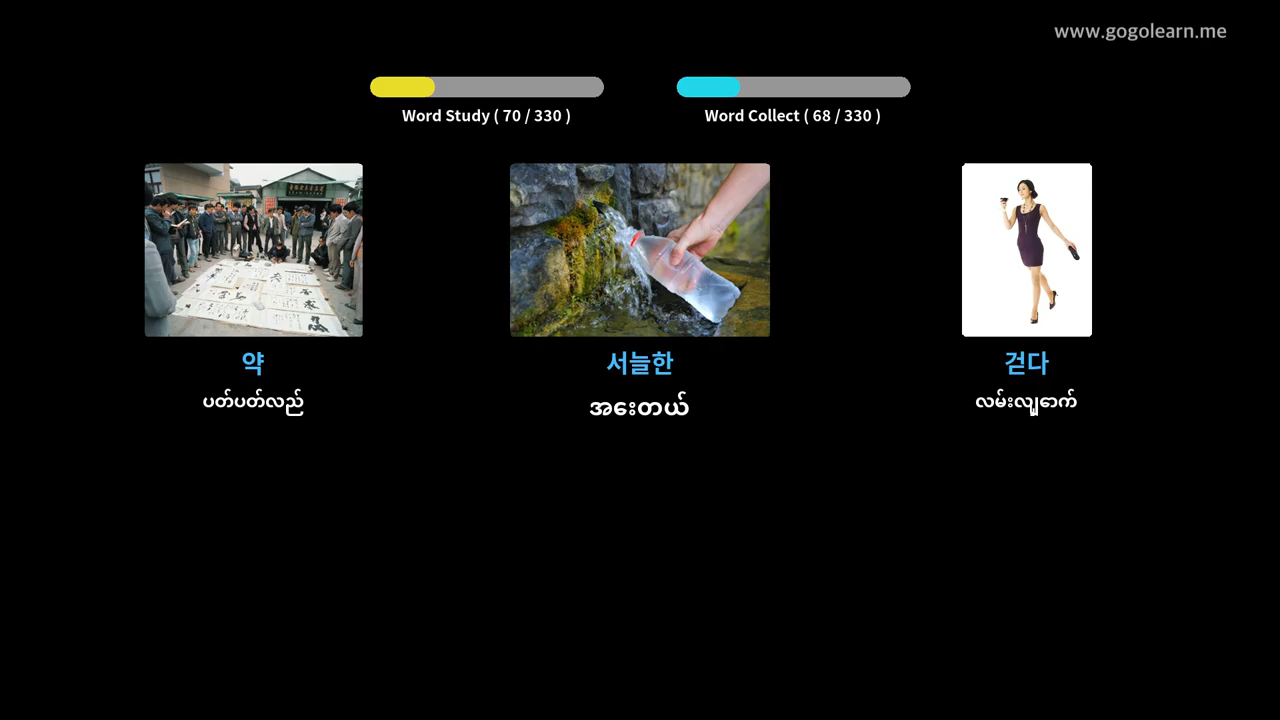 www.gogolearn.me
Word Study ( 70 / 330 )
Word Collect ( 68 / 330 )
약
서늘한
걷다
ပတ်ပတ်လည်
အေးတယ်
လမ်းလျှောက်